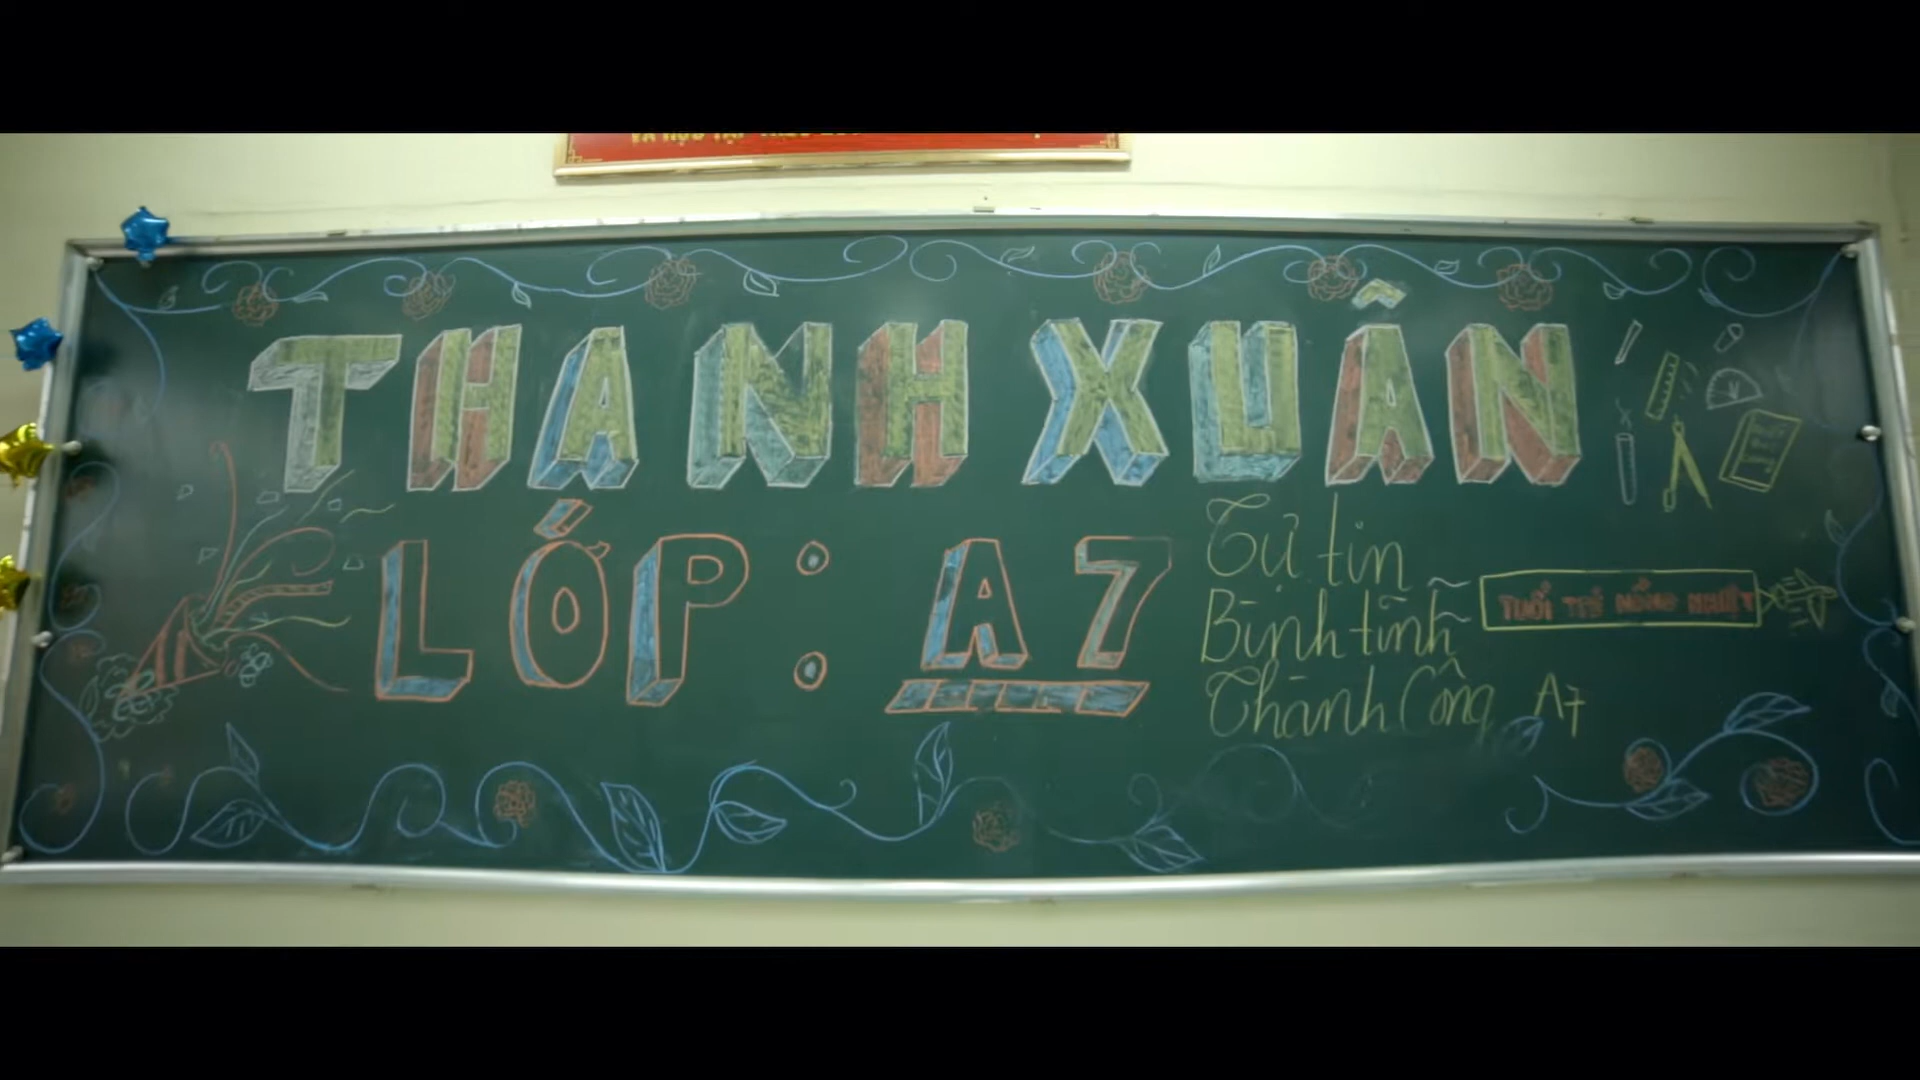 THANH XUÂN
LỚP: A7
Tự tin
Bình tĩnh
Thành Công A7
TUỔI TRẺ NỒNG NHIỆT